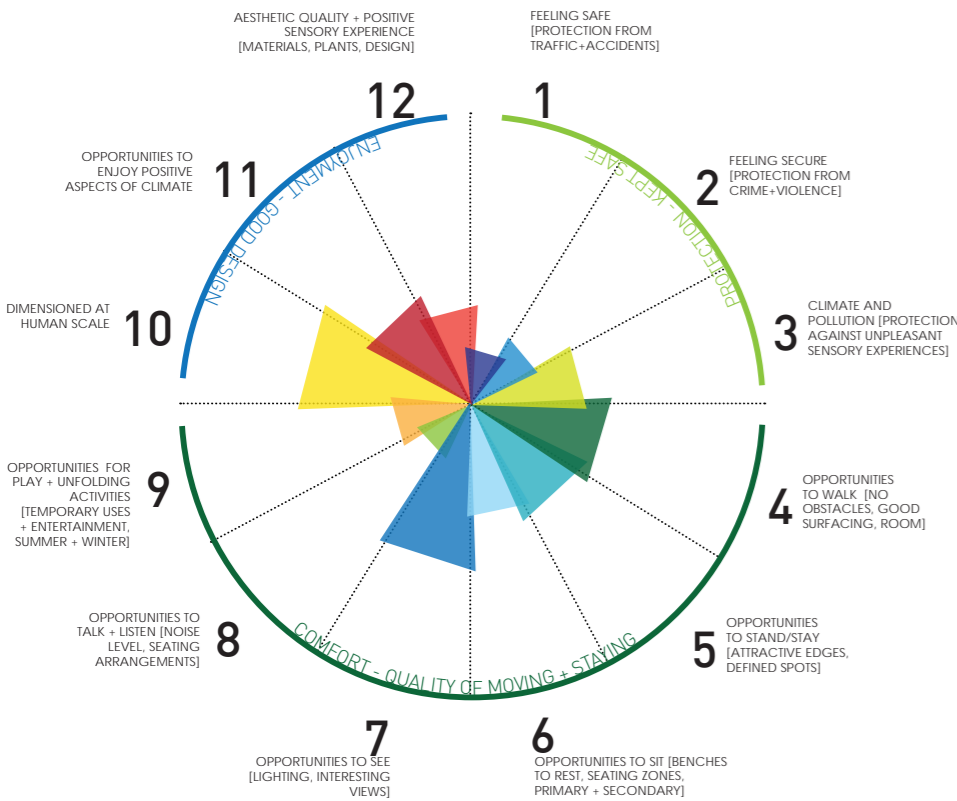 1
FEELING SAFE
[PROTECTION FROM
TRAFFIC+ACCIDENTS]
2
FEELING SECURE
[PROTECTION FROM
CRIME+VIOLENCE]
3
CLIMATE AND
POLLUTION [PROTECTION
AGAINST UNPLEASANT
SENSORY EXPERIENCES]
4
OPPORTUNITIES
TO WALK [NO
OBSTACLES, GOOD
SURFACING, ROOM]
5
OPPORTUNITIES
TO STAND/STAY
[ATTRACTIVE EDGES,
DEFINED SPOTS]
6
OPPORTUNITIES TO SIT [BENCHES
TO REST, SEATING ZONES,
PRIMARY + SECONDARY]
7
OPPORTUNITIES TO SEE
[LIGHTING, INTERESTING
VIEWS]
8
OPPORTUNITIES TO
TALK + LISTEN [NOISE
LEVEL, SEATING
ARRANGEMENTS]
9
OPPORTUNITIES FOR
PLAY + UNFOLDING
ACTIVITIES
[TEMPORARY USES
+ ENTERTAINMENT,
SUMMER + WINTER]
10
DIMENSIONED AT
HUMAN SCALE
11
OPPORTUNITIES TO
ENJOY POSITIVE
ASPECTS OF CLIMATE
12
AESTHETIC QUALITY + POSITIVE
SENSORY EXPERIENCE
[MATERIALS, PLANTS, DESIGN]
PROTECTION - KEPT SAFE
COMFORT - QUALITY OF MOVING + STAYING
ENJOYMENT - GOOD DESIGN